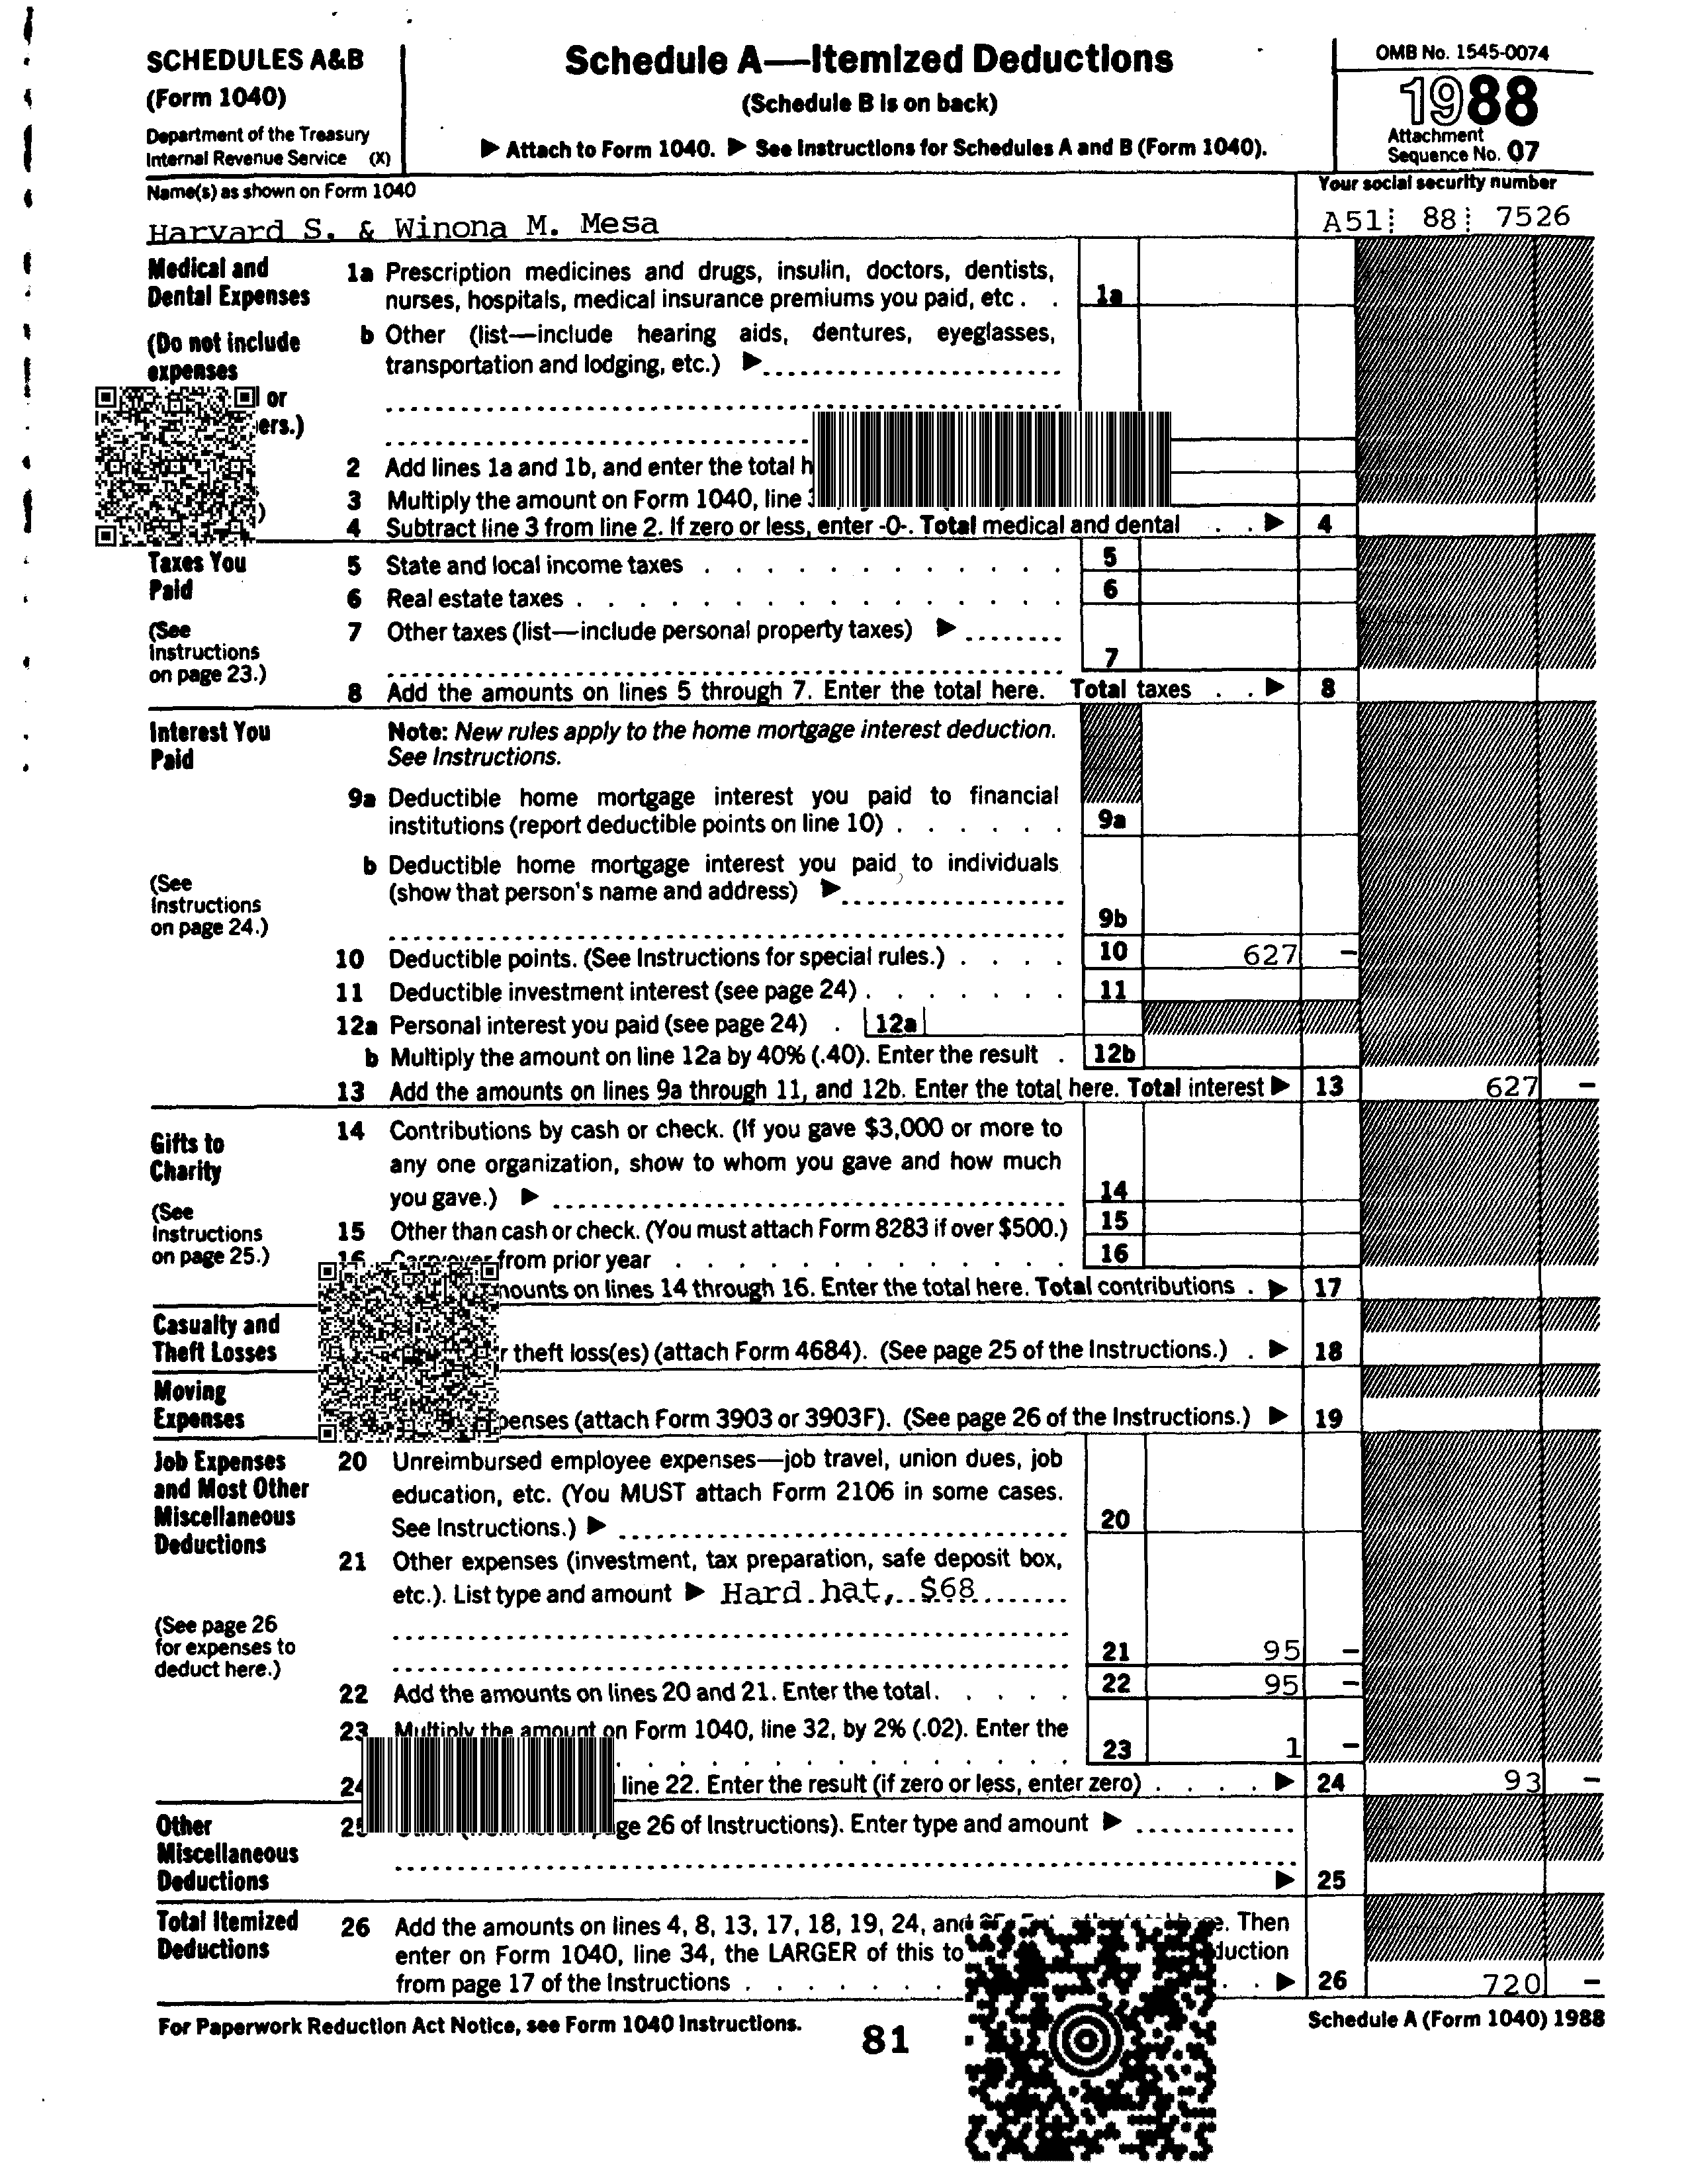 SCHEDULES A&B
(Form 1040)
Department of the Treasury
Internal Revenue Service (X)
Schedule A—Itemized Deductions
(Schedule B is on back)
▶ Attach to Form 1040. ▶ See Instructions for Schedules A and B (Form 1040).
OMB No. 1545-0074
1988
Attachment
Sequence No. 07
Name(s) as shown on Form 1040
Harvard S. & Winona M. Mesa
Your social security number
A51 88 7526
Medical and
Dental Expenses
(Do not include
expenses
or
1a Prescription medicines and drugs, insulin, doctors, dentists,
nurses, hospitals, medical insurance premiums you paid, etc . . 1a
b Other (list—include hearing aids, dentures, eyeglasses,
transportation and lodging, etc.) ▶
2 Add lines 1a and 1b, and enter the total
3 Multiply the amount on Form 1040, line
4 Subtract line 3 from line 2. If zero or less, enter -0-. Total medical and dental . . ▶ 4
Taxes You
Paid
(See
Instructions
on page 23.)
5 State and local income taxes . . . . . . . . . . . . 5
6 Real estate taxes . . . . . . . . . . . . . . . . 6
7 Other taxes (list—include personal property taxes) ▶
7
8 Add the amounts on lines 5 through 7. Enter the total here. Total taxes . . ▶ 8
Interest You
Paid
(See
Instructions
on page 24.)
Note: New rules apply to the home mortgage interest deduction.
See Instructions.
9a Deductible home mortgage interest you paid to financial
institutions (report deductible points on line 10) . . . . . . 9a
b Deductible home mortgage interest you paid to individuals
(show that person's name and address) ▶
9b
10 Deductible points. (See Instructions for special rules.) . . . . 10 627 –
11 Deductible investment interest (see page 24) . . . . . . . 11
12a Personal interest you paid (see page 24) . 12a
b Multiply the amount on line 12a by 40% (.40). Enter the result . 12b
13 Add the amounts on lines 9a through 11, and 12b. Enter the total here. Total interest ▶ 13 627 –
Gifts to
Charity
(See
Instructions
on page 25.)
14 Contributions by cash or check. (If you gave $3,000 or more to
any one organization, show to whom you gave and how much
you gave.) ▶ 14
15 Other than cash or check. (You must attach Form 8283 if over $500.) 15
16 Carryover from prior year . . . . . . . . . . . . . 16
on lines 14 through 16. Enter the total here. Total contributions . ▶ 17
Casualty and
Theft Losses
theft loss(es) (attach Form 4684). (See page 25 of the Instructions.) . ▶ 18
Moving
Expenses
(attach Form 3903 or 3903F). (See page 26 of the Instructions.) ▶ 19
Job Expenses
and Most Other
Miscellaneous
Deductions
(See page 26
for expenses to
deduct here.)
20 Unreimbursed employee expenses—job travel, union dues, job
education, etc. (You MUST attach Form 2106 in some cases.
See Instructions.) ▶ 20
21 Other expenses (investment, tax preparation, safe deposit box,
etc.). List type and amount ▶ Hard hat, $68
21 95 –
22 Add the amounts on lines 20 and 21. Enter the total. . . . . 22 95 –
23 Multiply the amount on Form 1040, line 32, by 2% (.02). Enter the
23 1 –
line 22. Enter the result (if zero or less, enter zero) . . . . ▶ 24 93 –
Other
Miscellaneous
Deductions
26 of Instructions). Enter type and amount ▶
▶ 25
Total Itemized
Deductions
26 Add the amounts on lines 4, 8, 13, 17, 18, 19, 24, and Then
enter on Form 1040, line 34, the LARGER of this
from page 17 of the Instructions . . . . . . . . ▶ 26 720 –
For Paperwork Reduction Act Notice, see Form 1040 Instructions.
81
Schedule A (Form 1040) 1988